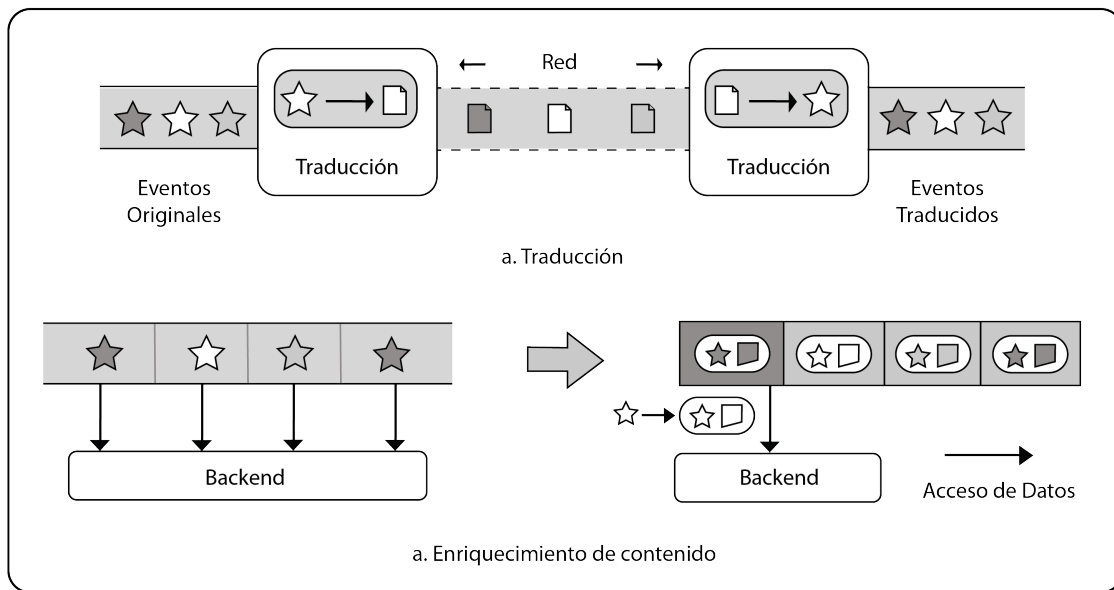 Red
Traducción
Traducción
Eventos
Originales
Eventos
Traducidos
a. Traducción
Backend
Backend
Acceso de Datos
a. Enriquecimiento de contenido